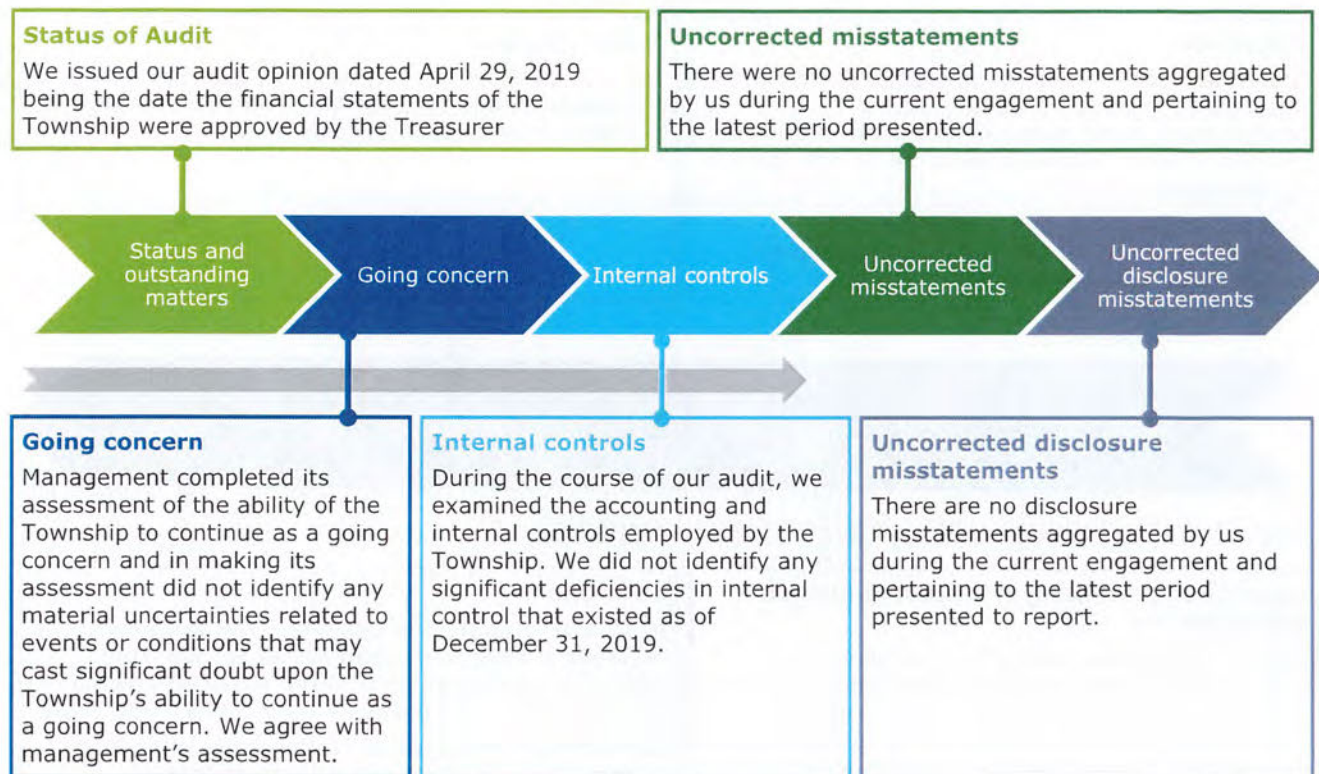 Status of Audit
We issued our audit opinion dated April 29, 2019
being the date the financial statements of the
Township were approved by the Treasurer
Uncorrected misstatements
There were no uncorrected misstatements aggregated
by us during the current engagement and pertaining to
the latest period presented.
Status and
outstanding
matters
Going concern
Internal controls
Uncorrected
misstatements
Uncorrected
disclosure
misstatements
Going concern
Management completed its
assessment of the ability of the
Township to continue as a going
concern and in making its
assessment did not identify any
material uncertainties related to
events or conditions that may
cast significant doubt upon the
Township's ability to continue as
a going concern. We agree with
management's assessment.
Internal controls
During the course of our audit, we
examined the accounting and
internal controls employed by the
Township. We did not identify any
significant deficiencies in internal
control that existed as of
December 31, 2019.
Uncorrected disclosure
misstatements
There are no disclosure
misstatements aggregated by us
during the current engagement and
pertaining to the latest period
presented to report.